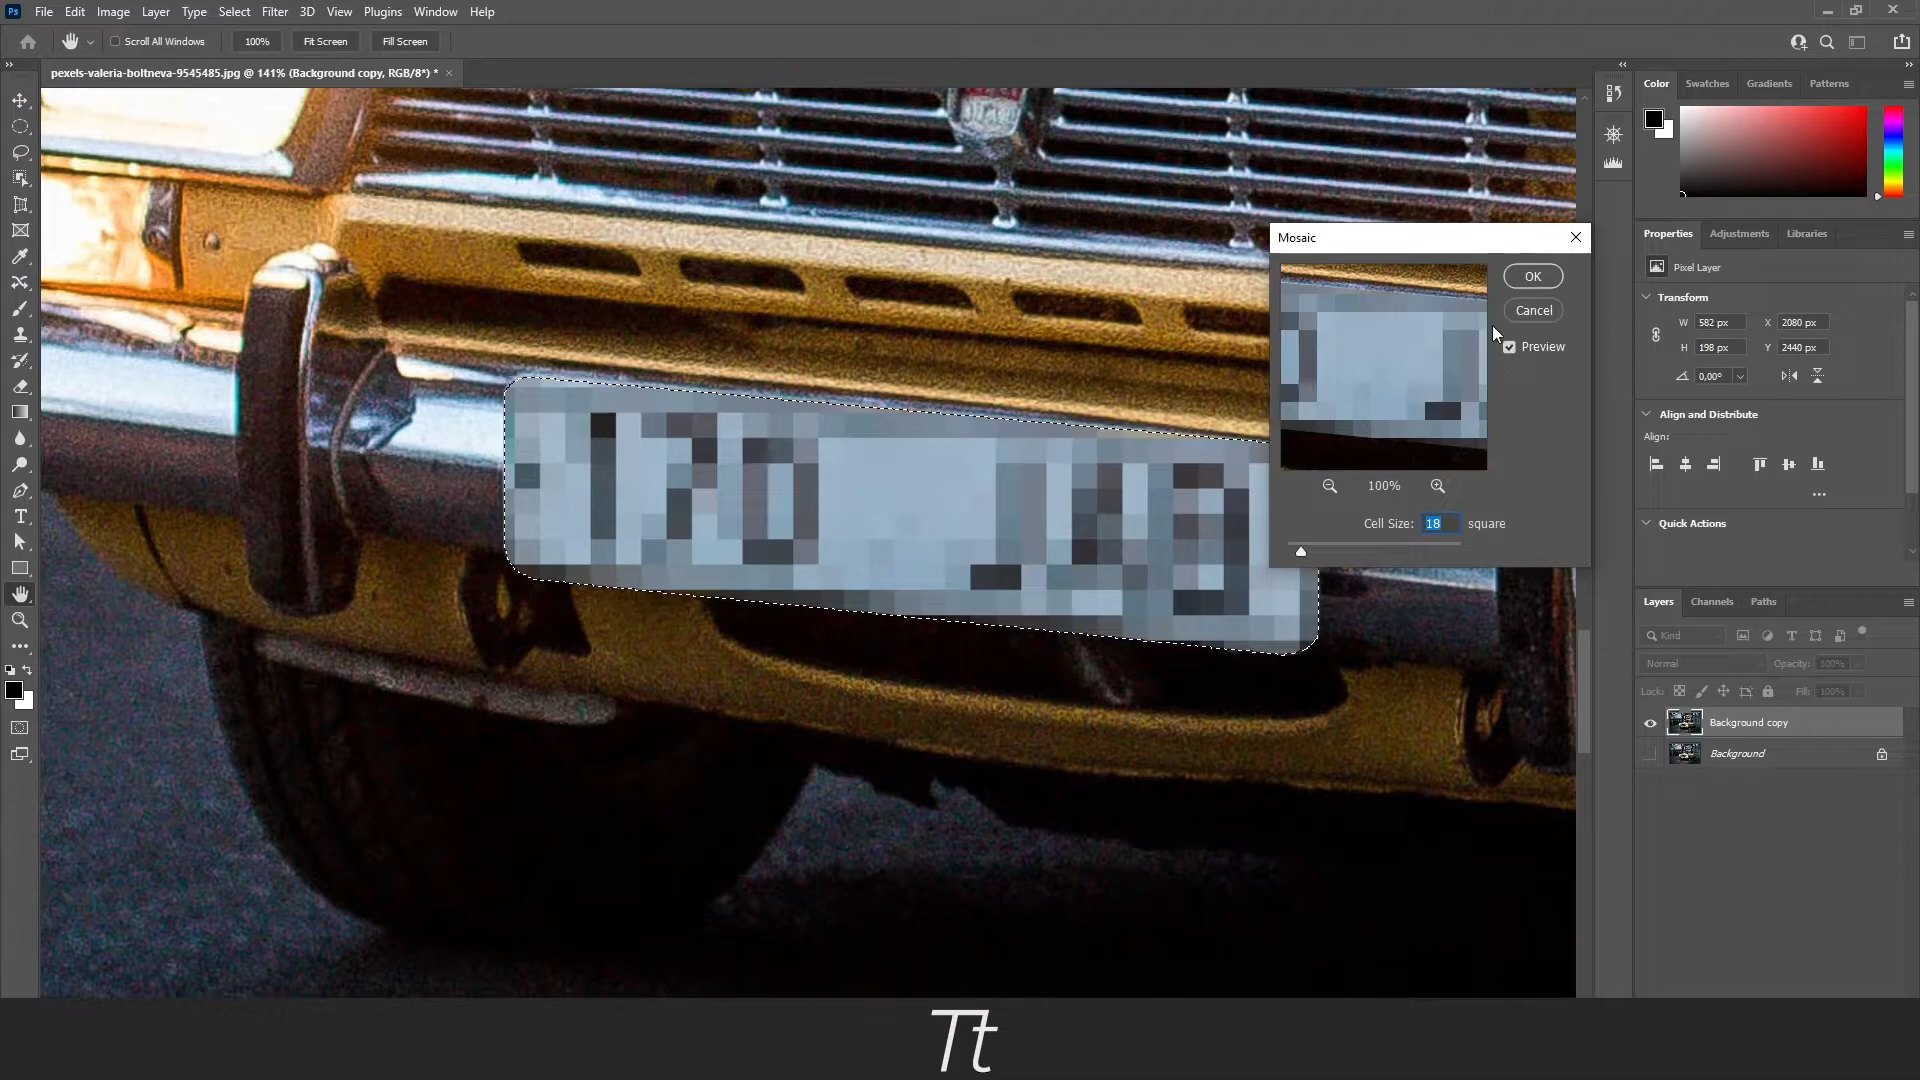 Ps File Edit Image Layer Type Select Filter 3D View Plugins Window Help
Scroll All Windows 100% Fit Screen Fill Screen
pexels-valeria-boltneva-9545485.jpg @ 141% (Background copy, RGB/8*) * ×
Color Swatches Gradients Patterns
Properties Adjustments Libraries
Pixel Layer
Transform
W 582 px X 2080 px
H 198 px Y 2440 px
0,00°
Align and Distribute
Align:
Quick Actions
Layers Channels Paths
Kind
Normal Opacity: 100%
Lock: Fill: 100%
Background copy
Background
Mosaic
OK
Cancel
Preview
100%
Cell Size: 18 square
Tt